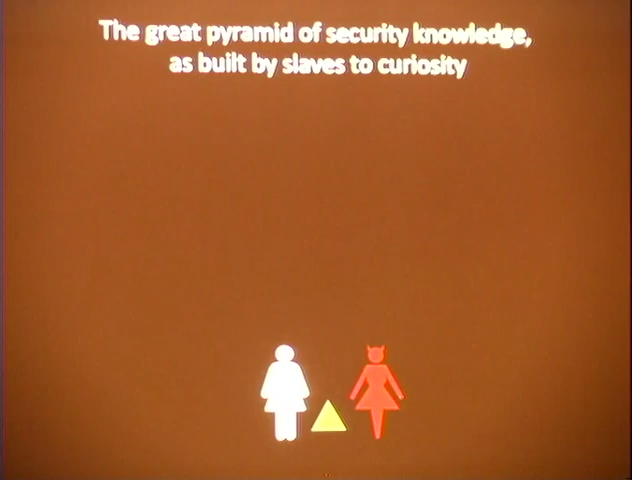 The great pyramid of security knowledge,
as built by slaves to curiosity